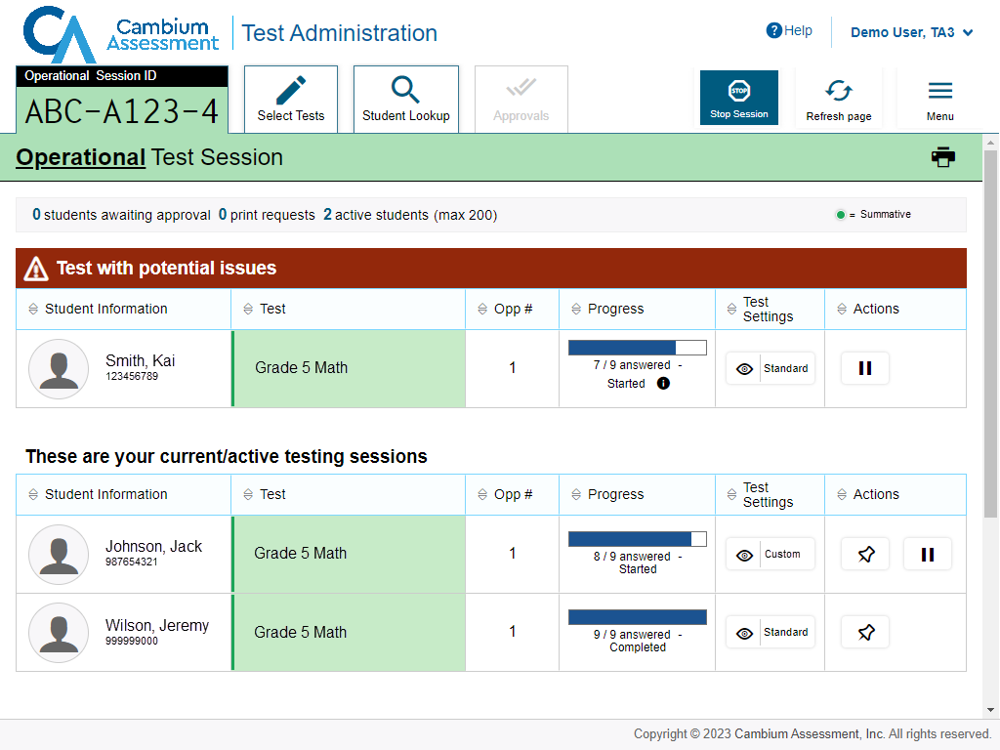 Cambium
Assessment
Test Administration
? Help
Demo User, TA3
Operational Session ID
ABC-A123-4
Select Tests
Student Lookup
Approvals
STOP
Stop Session
Refresh page
Menu
Operational Test Session
0 students awaiting approval 0 print requests 2 active students (max 200)
= Summative
Test with potential issues
Student Information Test Opp # Progress Test Settings Actions
Smith, Kai
123456789
Grade 5 Math
1
7 / 9 answered -
Started
Standard
These are your current/active testing sessions
Student Information Test Opp # Progress Test Settings Actions
Johnson, Jack
987654321
Grade 5 Math
1
8 / 9 answered -
Started
Custom
Wilson, Jeremy
999999000
Grade 5 Math
1
9 / 9 answered -
Completed
Standard
Copyright © 2023 Cambium Assessment, Inc. All rights reserved.